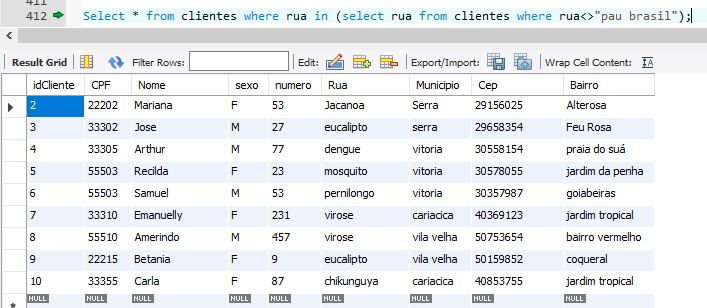 411
412 Select * from clientes where rua in (select rua from clientes where rua<>"pau brasil");
Result Grid Filter Rows: Edit: Export/Import: Wrap Cell Content:
idCliente CPF Nome sexo numero Rua Municipio Cep Bairro
2 22202 Mariana F 53 Jacanoa Serra 29156025 Alterosa
3 33302 Jose M 27 eucalipto serra 29658354 Feu Rosa
4 33305 Arthur M 77 dengue vitoria 30558154 praia do suá
5 55503 Recilda F 23 mosquito vitoria 30578055 jardim da penha
6 55503 Samuel M 53 pernilongo vitoria 30357987 goiabeiras
7 33310 Emanuelly F 231 virose cariacica 40369123 jardim tropical
8 55510 Amerindo M 457 virose vila velha 50753654 bairro vermelho
9 22215 Betania F 9 eucalipto vila velha 50159852 coqueral
10 33355 Carla F 87 chikunguya cariacica 40853755 jardim tropical
NULL NULL NULL NULL NULL NULL NULL NULL NULL